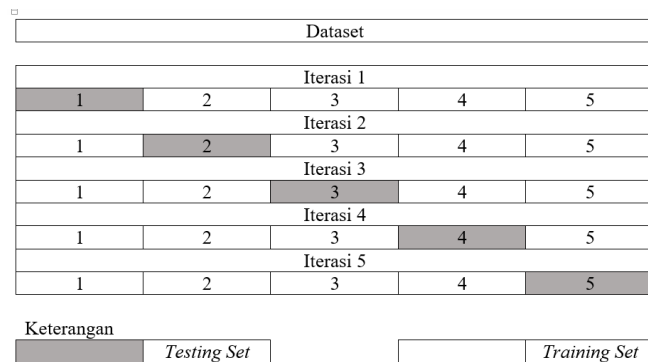 Dataset
Iterasi 1
1 2 3 4 5
Iterasi 2
1 2 3 4 5
Iterasi 3
1 2 3 4 5
Iterasi 4
1 2 3 4 5
Iterasi 5
1 2 3 4 5
Keterangan
Testing Set Training Set